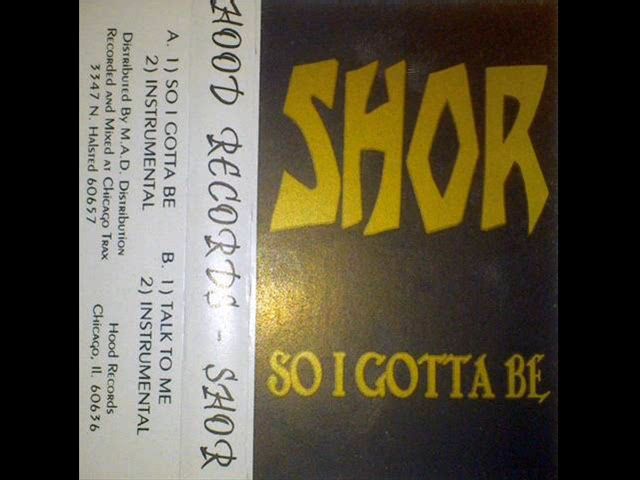 SHOR
SO I GOTTA BE
HOOD RECORDS - SHOR
A. 1) SO I GOTTA BE
2) INSTRUMENTAL
B. 1) TALK TO ME
2) INSTRUMENTAL
Distributed By M.A.D. Distribution
Recorded and Mixed at Chicago Trax
3347 N. Halsted 60657
Hood Records
Chicago, Il. 60636